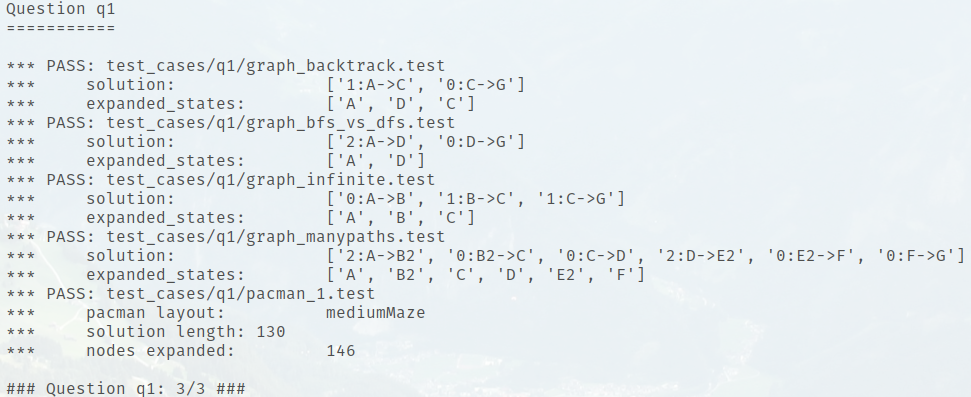 Question q1
===========
*** PASS: test_cases/q1/graph_backtrack.test
***     solution:               ['1:A->C', '0:C->G']
***     expanded_states:        ['A', 'D', 'C']
*** PASS: test_cases/q1/graph_bfs_vs_dfs.test
***     solution:               ['2:A->D', '0:D->G']
***     expanded_states:        ['A', 'D']
*** PASS: test_cases/q1/graph_infinite.test
***     solution:               ['0:A->B', '1:B->C', '1:C->G']
***     expanded_states:        ['A', 'B', 'C']
*** PASS: test_cases/q1/graph_manypaths.test
***     solution:               ['2:A->B2', '0:B2->C', '0:C->D', '2:D->E2', '0:E2->F', '0:F->G']
***     expanded_states:        ['A', 'B2', 'C', 'D', 'E2', 'F']
*** PASS: test_cases/q1/pacman_1.test
***     pacman layout:          mediumMaze
***     solution length: 130
***     nodes expanded:         146
### Question q1: 3/3 ###